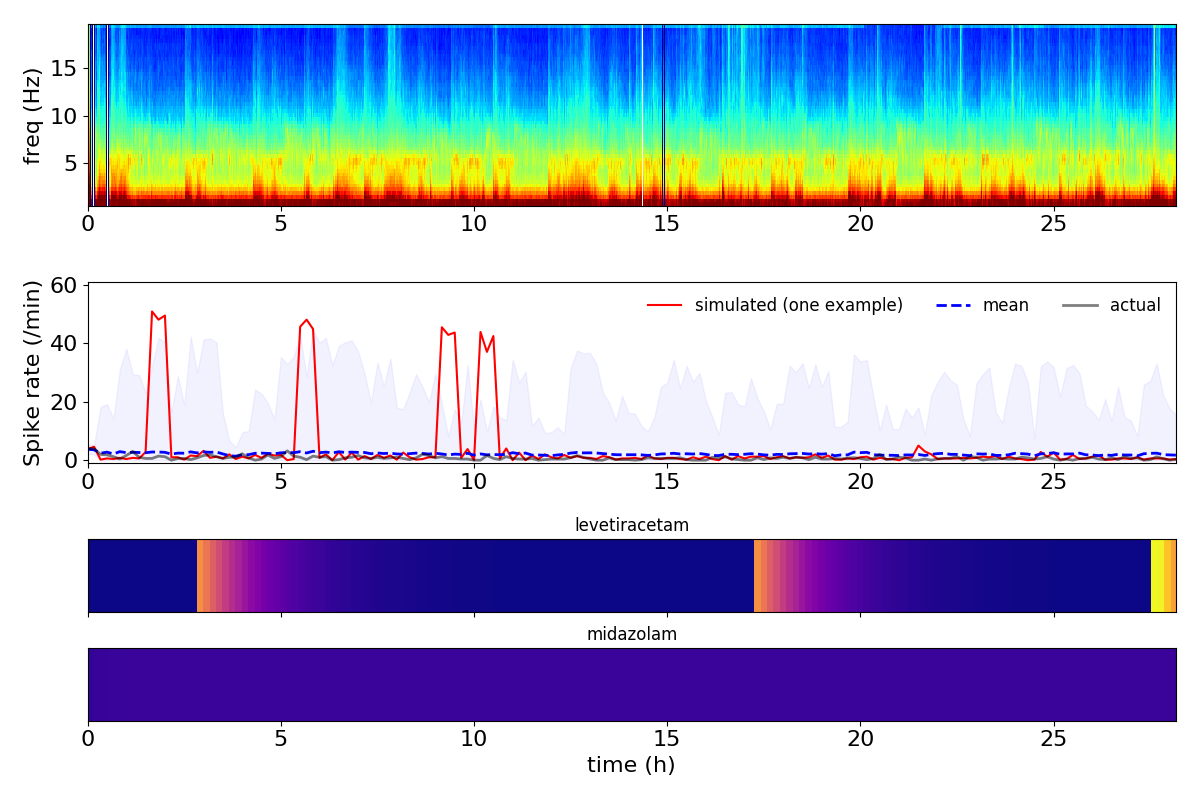 freq (Hz)
15
10
5
0 5 10 15 20 25
Spike rate (/min)
60
40
20
0
simulated (one example) mean actual
0 5 10 15 20 25
levetiracetam
midazolam
0 5 10 15 20 25
time (h)